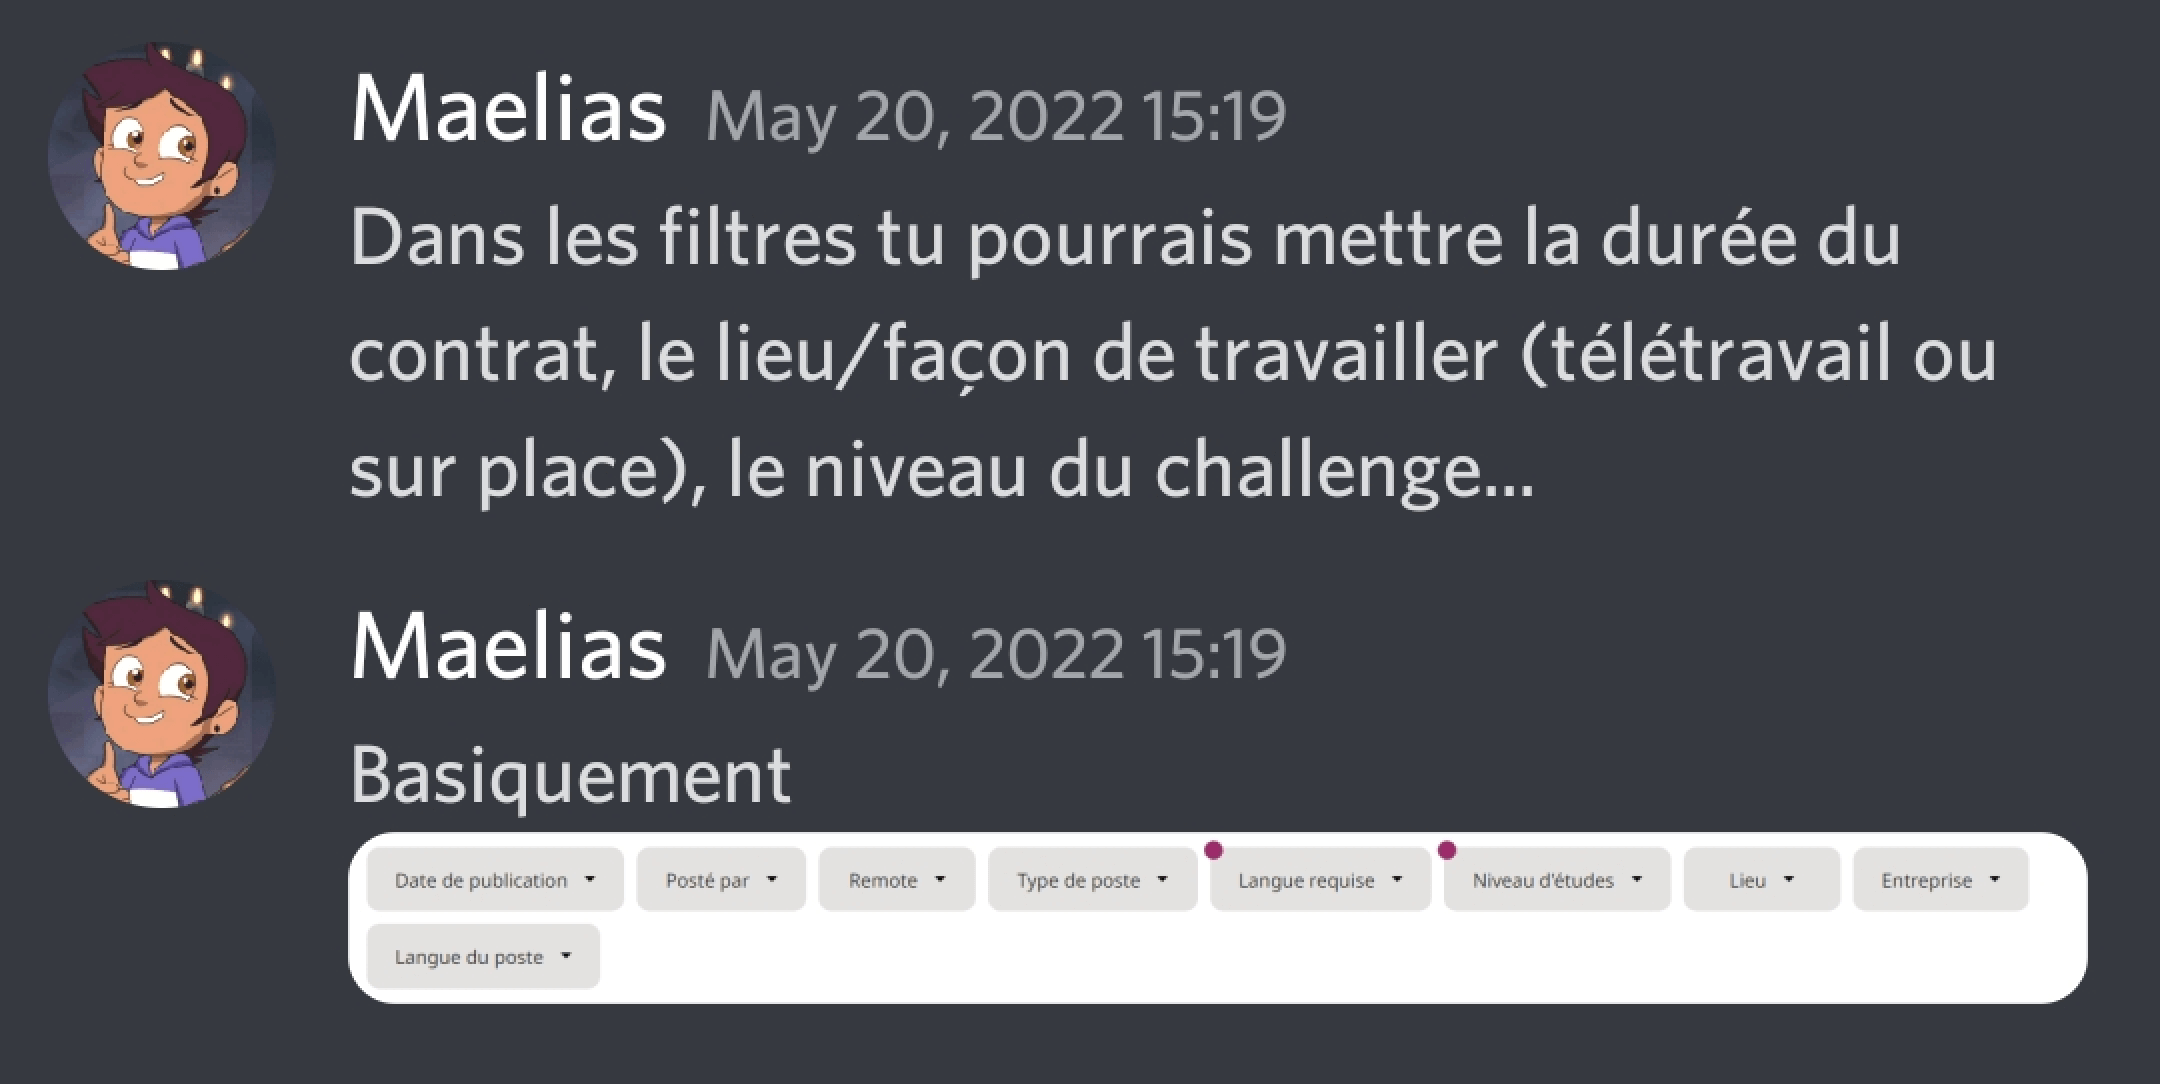 Maelias May 20, 2022 15:19
Dans les filtres tu pourrais mettre la durée du
contrat, le lieu/façon de travailler (télétravail ou
sur place), le niveau du challenge...
Maelias May 20, 2022 15:19
Basiquement
Date de publication Posté par Remote Type de poste Langue requise Niveau d'études Lieu Entreprise
Langue du poste